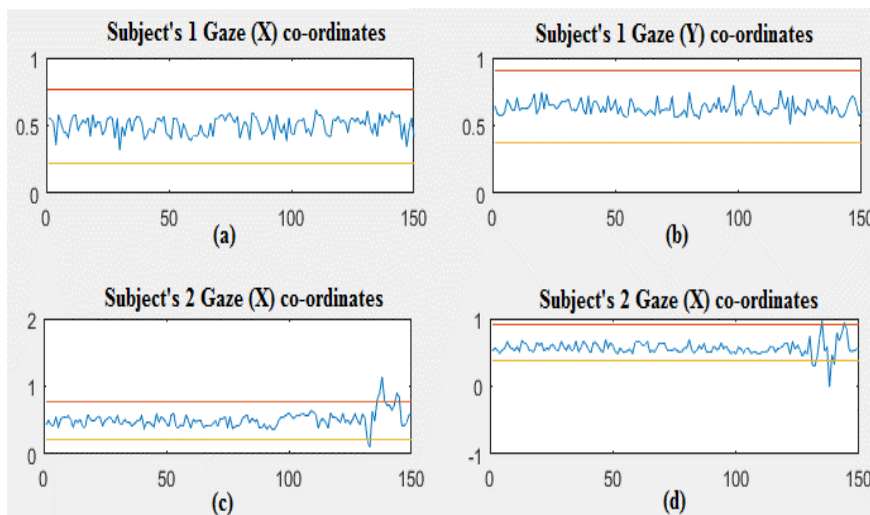 Subject's 1 Gaze (X) co-ordinates
1
0.5
0
0 50 100 150
(a)
Subject's 1 Gaze (Y) co-ordinates
1
0.5
0
0 50 100 150
(b)
Subject's 2 Gaze (X) co-ordinates
2
1
0
0 50 100 150
(c)
Subject's 2 Gaze (X) co-ordinates
1
0
-1
0 50 100 150
(d)